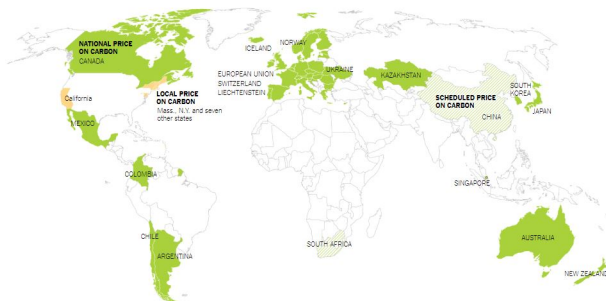 NATIONAL PRICE
ON CARBON
CANADA
ICELAND
NORWAY
EUROPEAN UNION
SWITZERLAND
LIECHTENSTEIN
UKRAINE
KAZAKHSTAN
California
LOCAL PRICE
ON CARBON
Mass., N.Y. and seven
other states
SCHEDULED PRICE
ON CARBON
CHINA
SOUTH
KOREA
JAPAN
MEXICO
COLOMBIA
SINGAPORE
CHILE
ARGENTINA
SOUTH AFRICA
AUSTRALIA
NEW ZEALAND